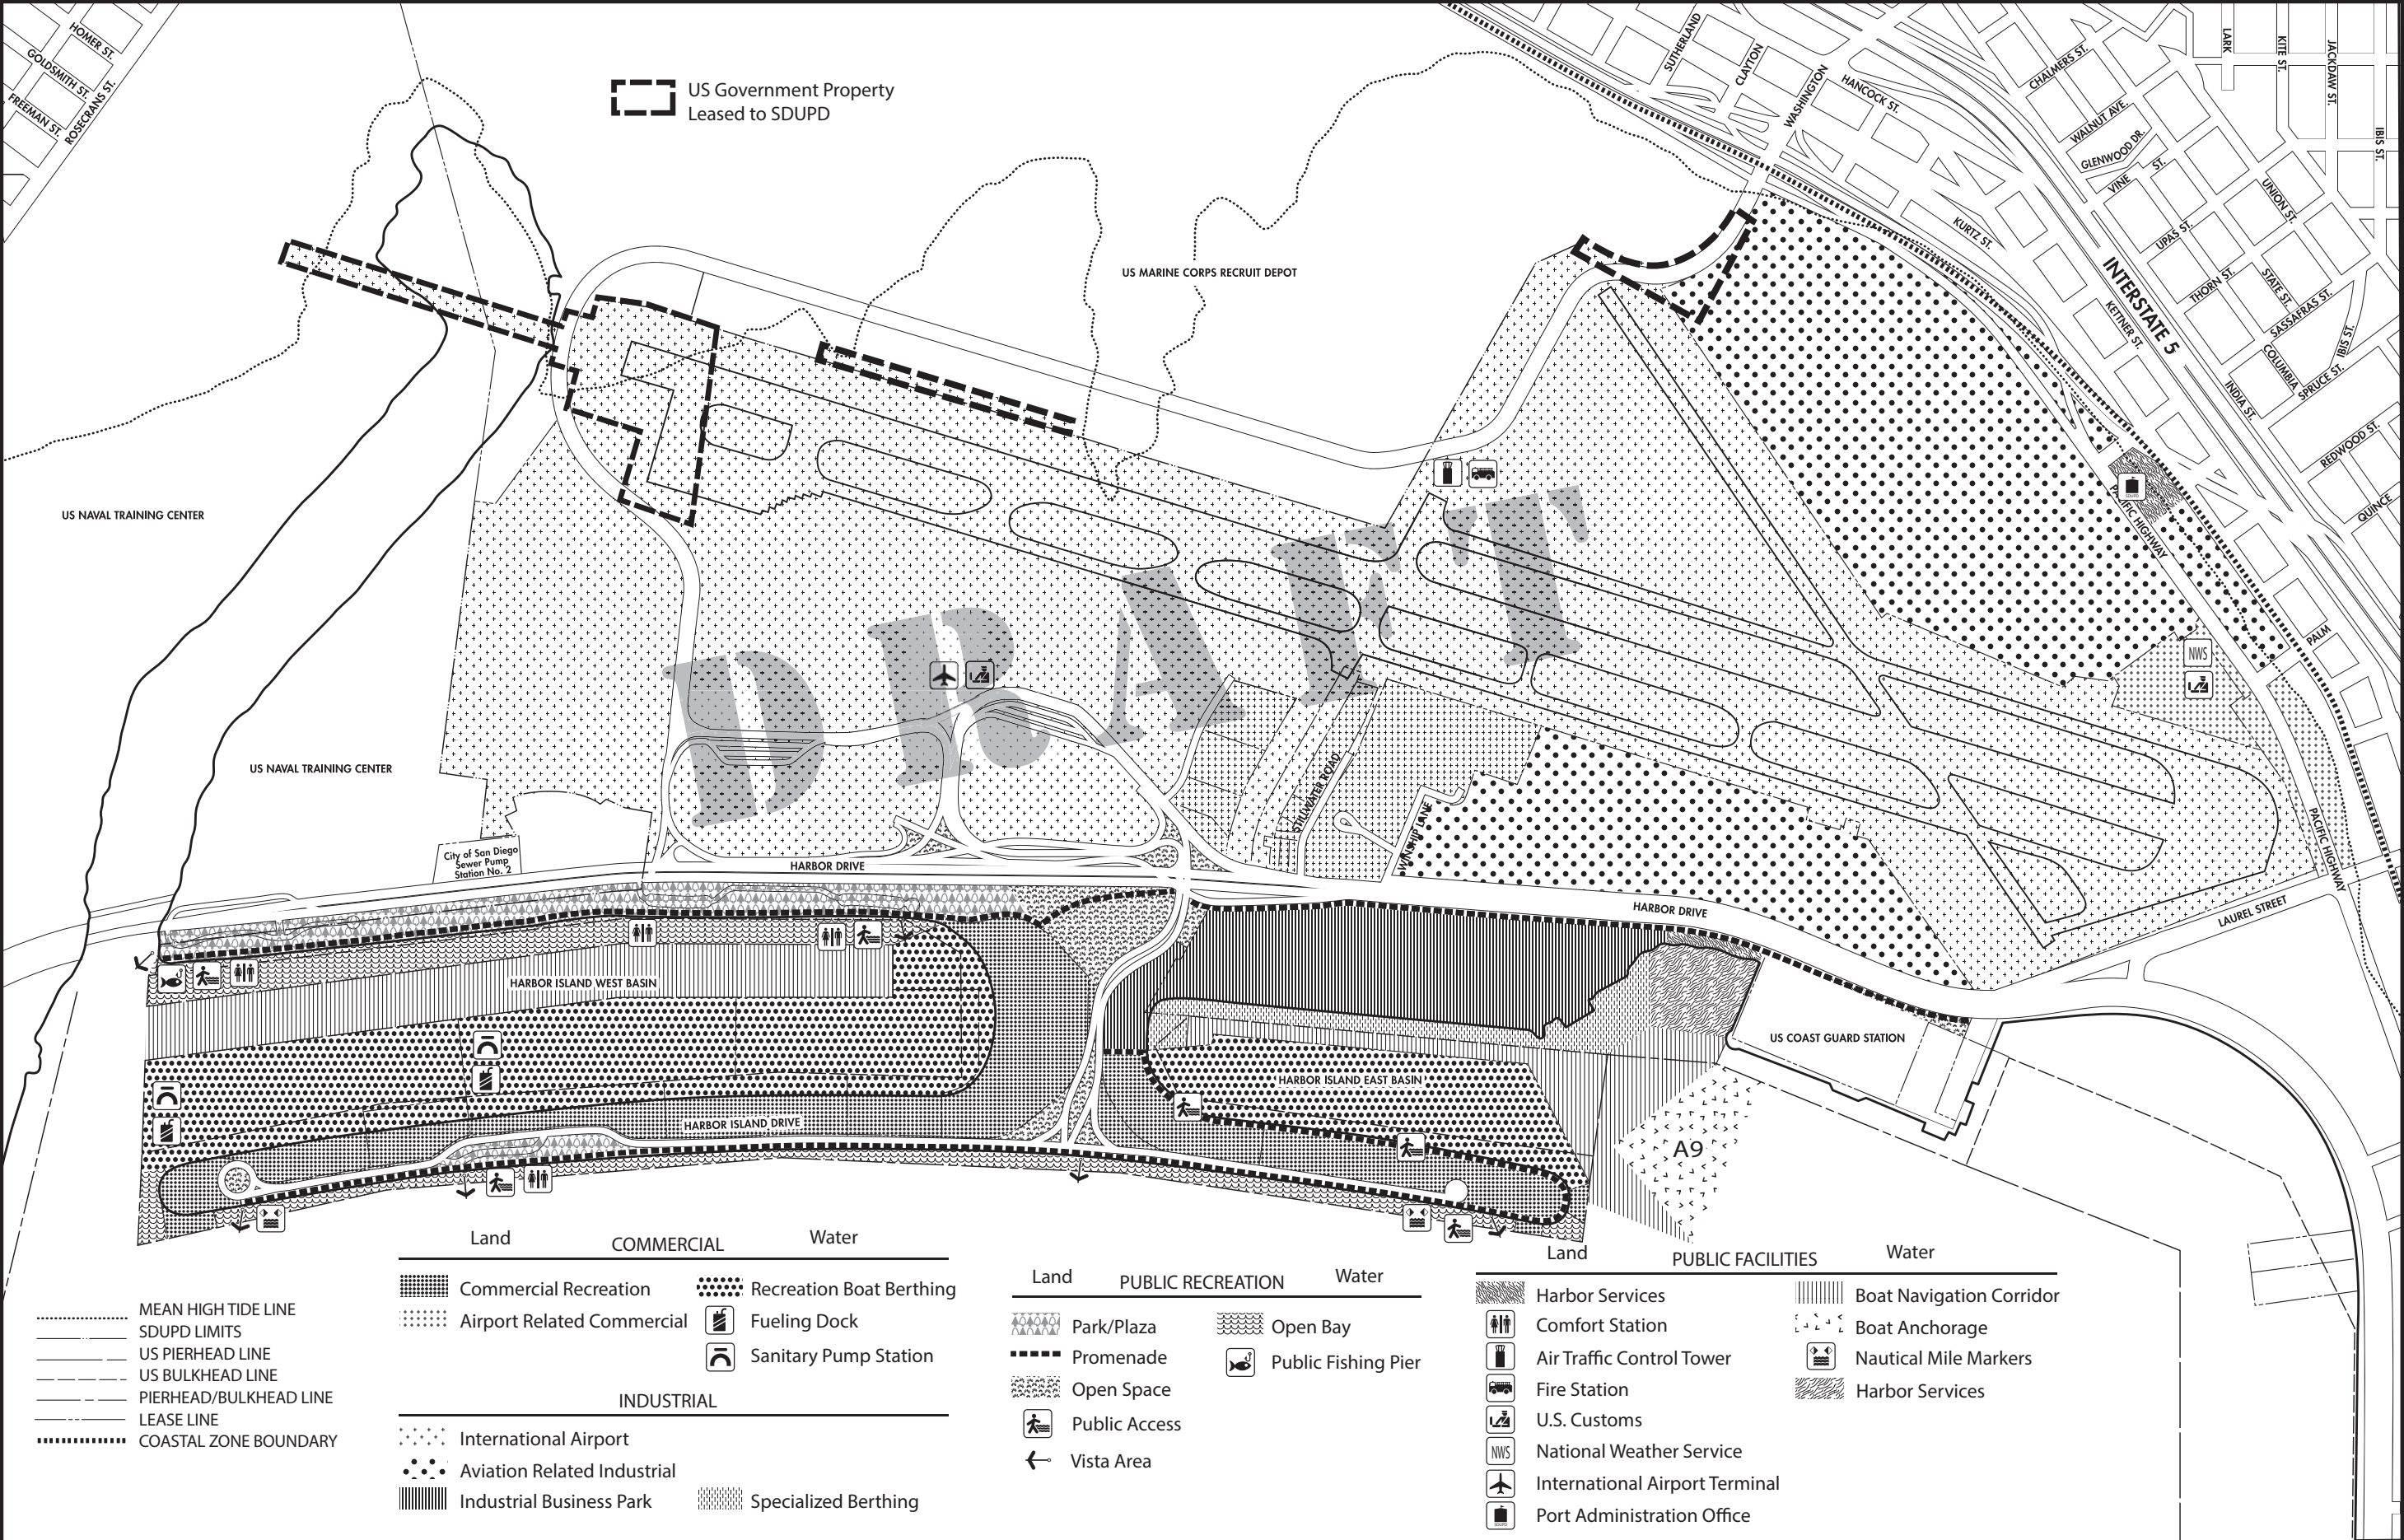 HOMER ST.
GOLDSMITH ST.
FREEMAN ST.
ROSECRANS ST.
US Government Property
Leased to SDUPD
SUTHERLAND
CLAYTON
WASHINGTON
HANCOCK ST.
CHALMERS ST.
WALNUT AVE.
GLENWOOD DR.
VINE ST.
LARK
KITE ST.
JACKDAW ST.
IBIS ST.
UNION ST.
UPAS ST.
KURTZ ST.
INTERSTATE 5
THORN ST.
STATE ST.
SASSAFRAS ST.
IBIS ST.
KETTNER ST.
COLUMBIA
SPRUCE ST.
INDIA ST.
REDWOOD ST.
QUINCE
PALM
US MARINE CORPS RECRUIT DEPOT
US NAVAL TRAINING CENTER
PACIFIC HIGHWAY
DRAFT
NWS
US NAVAL TRAINING CENTER
STILLWATER ROAD
WINSHIP LANE
PACIFIC HIGHWAY
City of San Diego
Sewer Pump
Station No. 2
HARBOR DRIVE
HARBOR DRIVE
LAUREL STREET
HARBOR ISLAND WEST BASIN
US COAST GUARD STATION
HARBOR ISLAND EAST BASIN
HARBOR ISLAND DRIVE
A9
MEAN HIGH TIDE LINE
SDUPD LIMITS
US PIERHEAD LINE
US BULKHEAD LINE
PIERHEAD/BULKHEAD LINE
LEASE LINE
COASTAL ZONE BOUNDARY
Land COMMERCIAL Water
Commercial Recreation Recreation Boat Berthing
Airport Related Commercial Fueling Dock
Sanitary Pump Station
INDUSTRIAL
International Airport
Aviation Related Industrial
Industrial Business Park Specialized Berthing
Land PUBLIC RECREATION Water
Park/Plaza Open Bay
Promenade Public Fishing Pier
Open Space
Public Access
Vista Area
Land PUBLIC FACILITIES Water
Harbor Services Boat Navigation Corridor
Comfort Station Boat Anchorage
Air Traffic Control Tower Nautical Mile Markers
Fire Station Harbor Services
U.S. Customs
NWS National Weather Service
International Airport Terminal
Port Administration Office